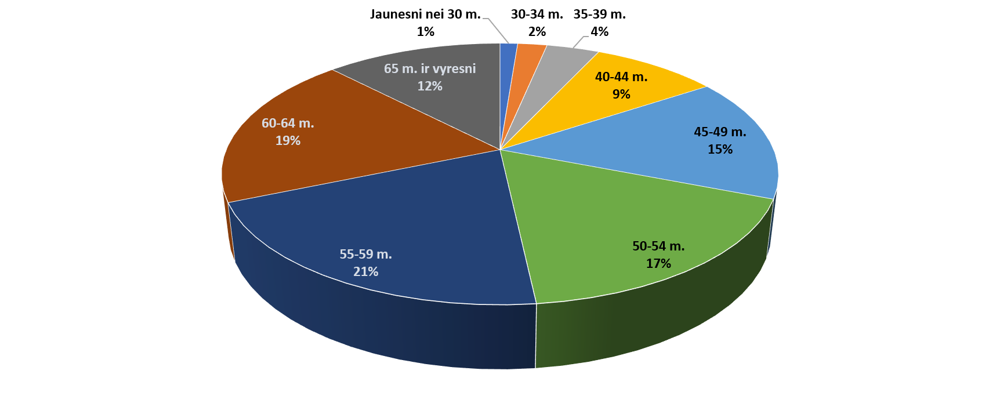 Jaunesni nei 30 m.
1%
30-34 m.
2%
35-39 m.
4%
40-44 m.
9%
45-49 m.
15%
50-54 m.
17%
55-59 m.
21%
60-64 m.
19%
65 m. ir vyresni
12%